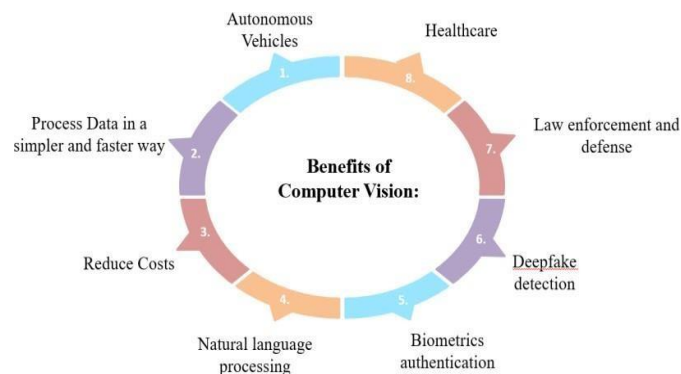 Benefits of
Computer Vision:
1.
Autonomous
Vehicles
2.
Process Data in a
simpler and faster way
3.
Reduce Costs
4.
Natural language
processing
5.
Biometrics
authentication
6.
Deepfake
detection
7.
Law enforcement and
defense
8.
Healthcare